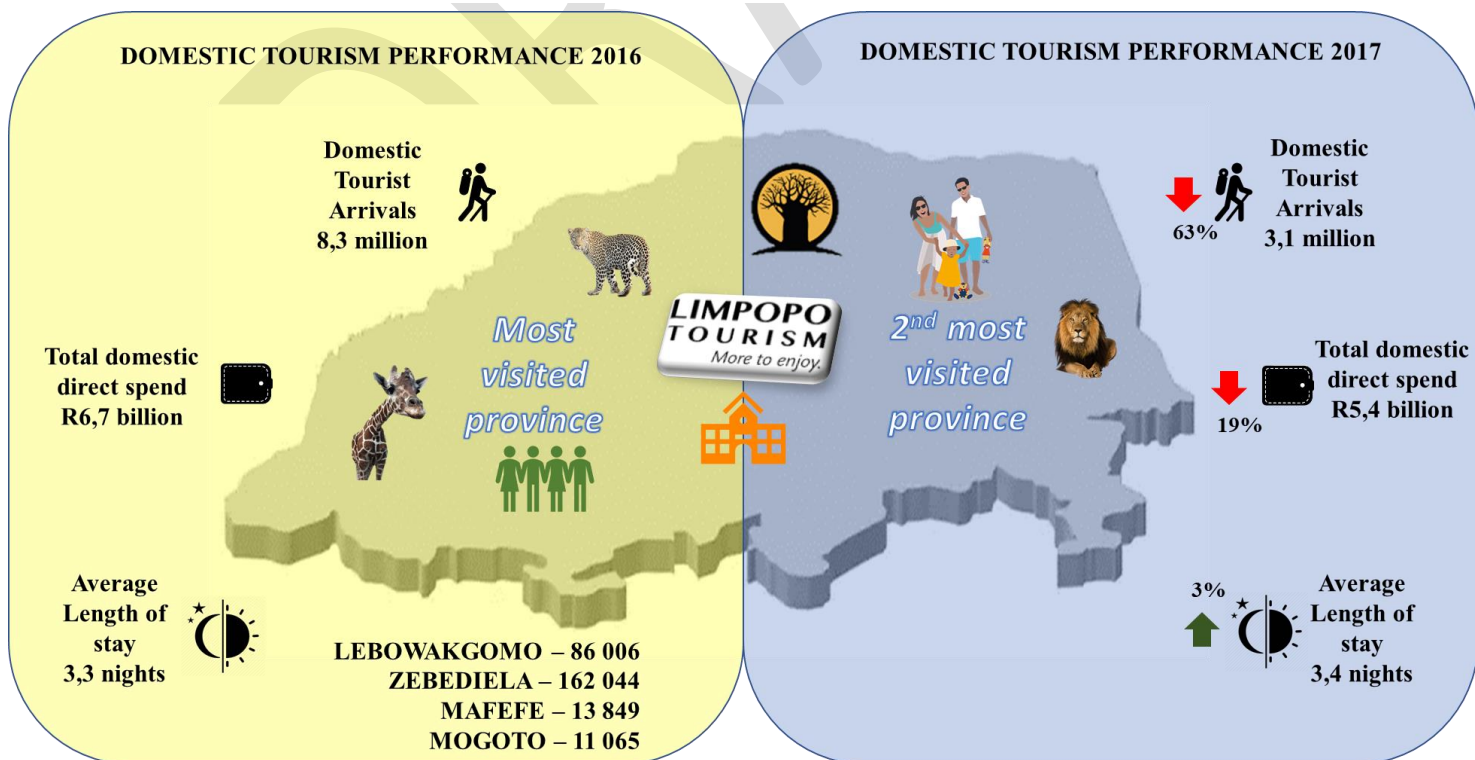 DOMESTIC TOURISM PERFORMANCE 2016
Domestic
Tourist
Arrivals
8,3 million
Most
visited
province
Total domestic
direct spend
R6,7 billion
Average
Length of
stay
3,3 nights
LEBOWAKGOMO – 86 006
ZEBEDIELA – 162 044
MAFEFE – 13 849
MOGOTO – 11 065
LIMPOPO
TOURISM
More to enjoy.
DOMESTIC TOURISM PERFORMANCE 2017
63%
Domestic
Tourist
Arrivals
3,1 million
2nd most
visited
province
19%
Total domestic
direct spend
R5,4 billion
3%
Average
Length of
stay
3,4 nights